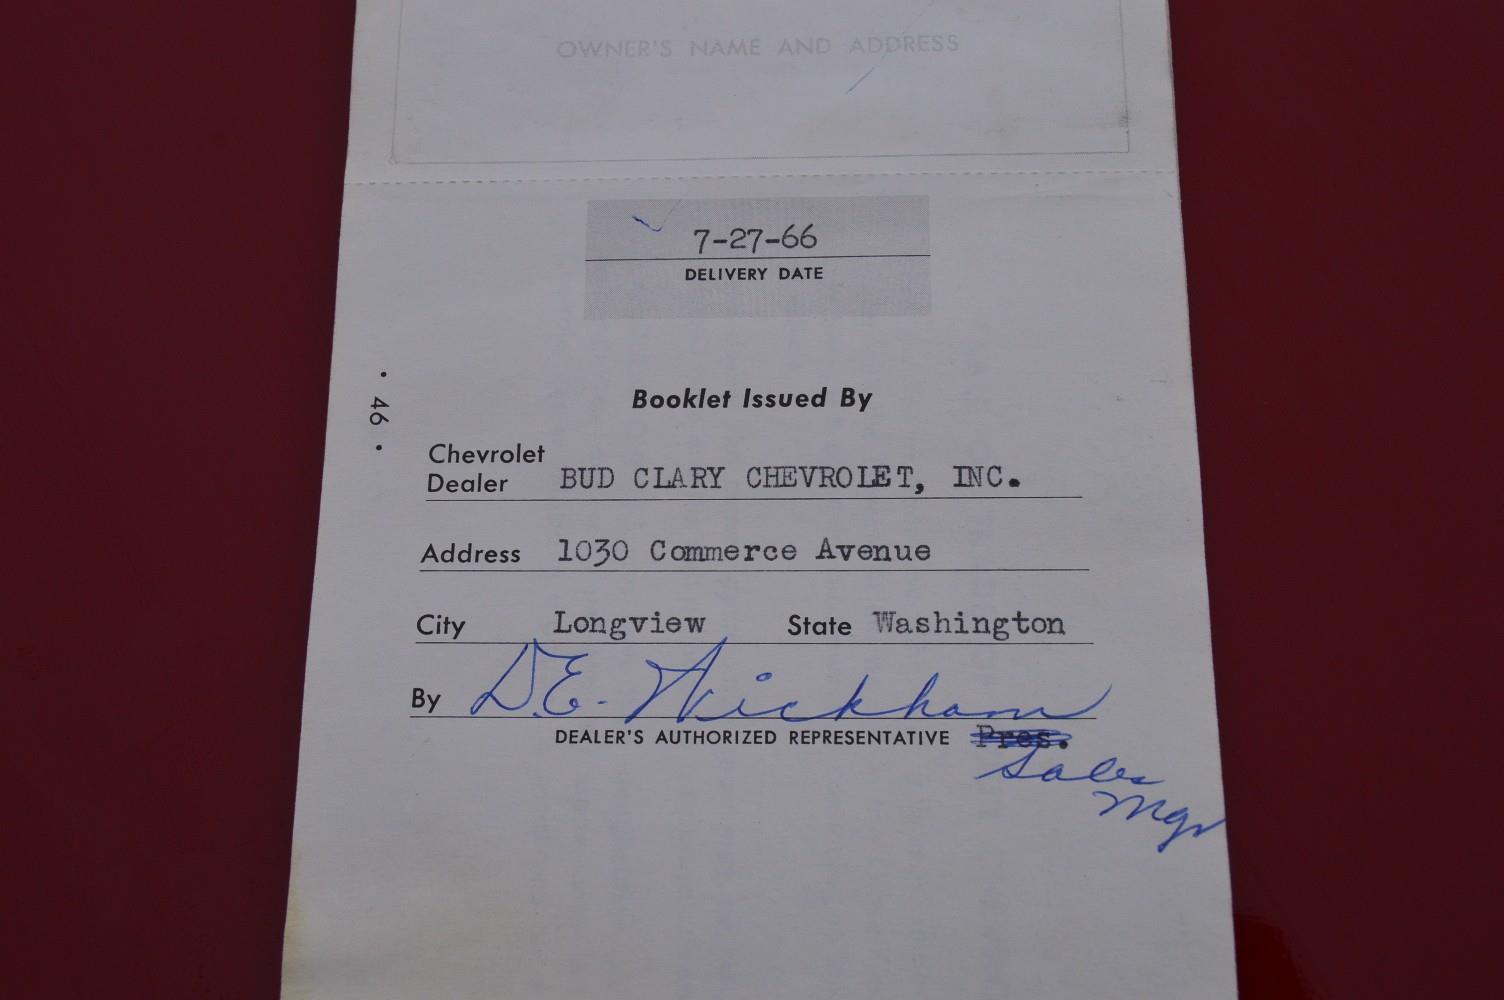 OWNER'S NAME AND ADDRESS
7-27-66
DELIVERY DATE
Booklet Issued By
• 46 •
Chevrolet
Dealer BUD CLARY CHEVROLET, INC.
Address 1030 Commerce Avenue
City Longview State Washington
By D.E. Wickham
DEALER'S AUTHORIZED REPRESENTATIVE Pres.
Sales
Mgr